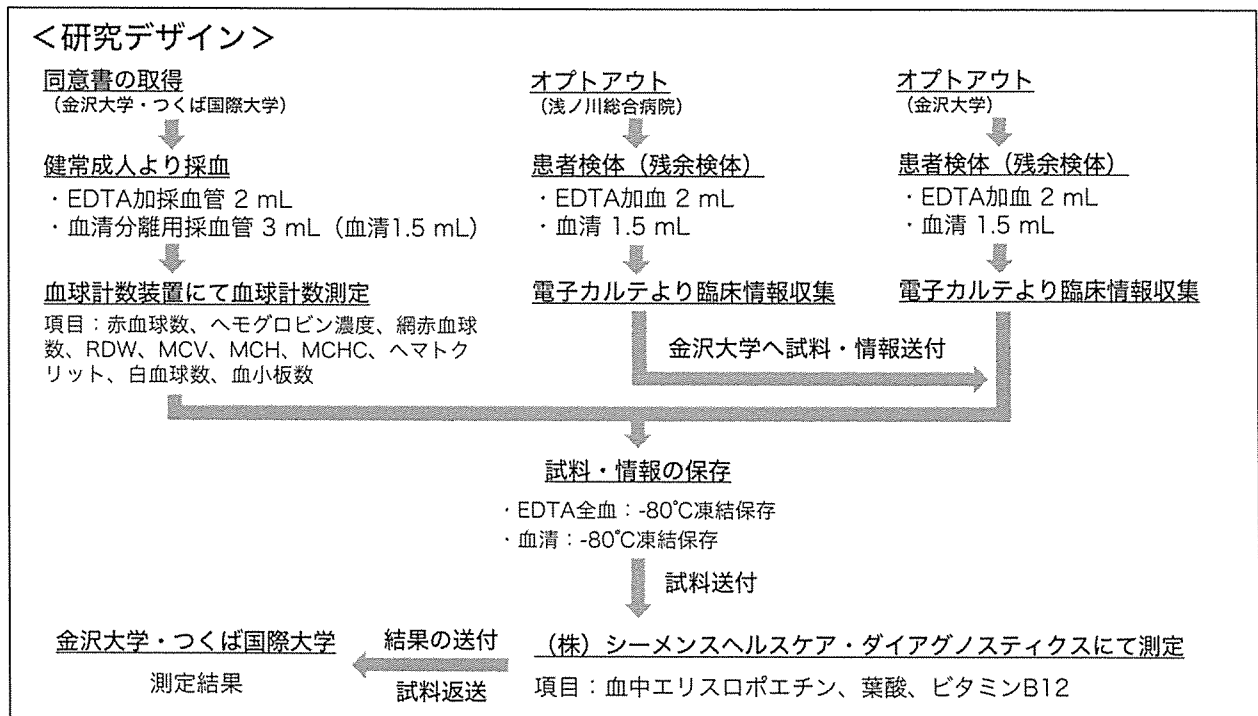 ＜研究デザイン＞
同意書の取得
（金沢大学・つくば国際大学）
健常成人より採血
・EDTA加採血管 2 mL
・血清分離用採血管 3 mL（血清1.5 mL）
血球計数装置にて血球計数測定
項目：赤血球数、ヘモグロビン濃度、網赤血球
数、RDW、MCV、MCH、MCHC、ヘマトク
リット、白血球数、血小板数
オプトアウト
（浅ノ川総合病院）
患者検体（残余検体）
・EDTA加血 2 mL
・血清 1.5 mL
電子カルテより臨床情報収集
オプトアウト
（金沢大学）
患者検体（残余検体）
・EDTA加血 2 mL
・血清 1.5 mL
電子カルテより臨床情報収集
金沢大学へ試料・情報送付
試料・情報の保存
・EDTA全血：-80℃凍結保存
・血清：-80℃凍結保存
試料送付
（株）シーメンスヘルスケア・ダイアグノスティクスにて測定
項目：血中エリスロポエチン、葉酸、ビタミンB12
結果の送付
試料返送
金沢大学・つくば国際大学
測定結果